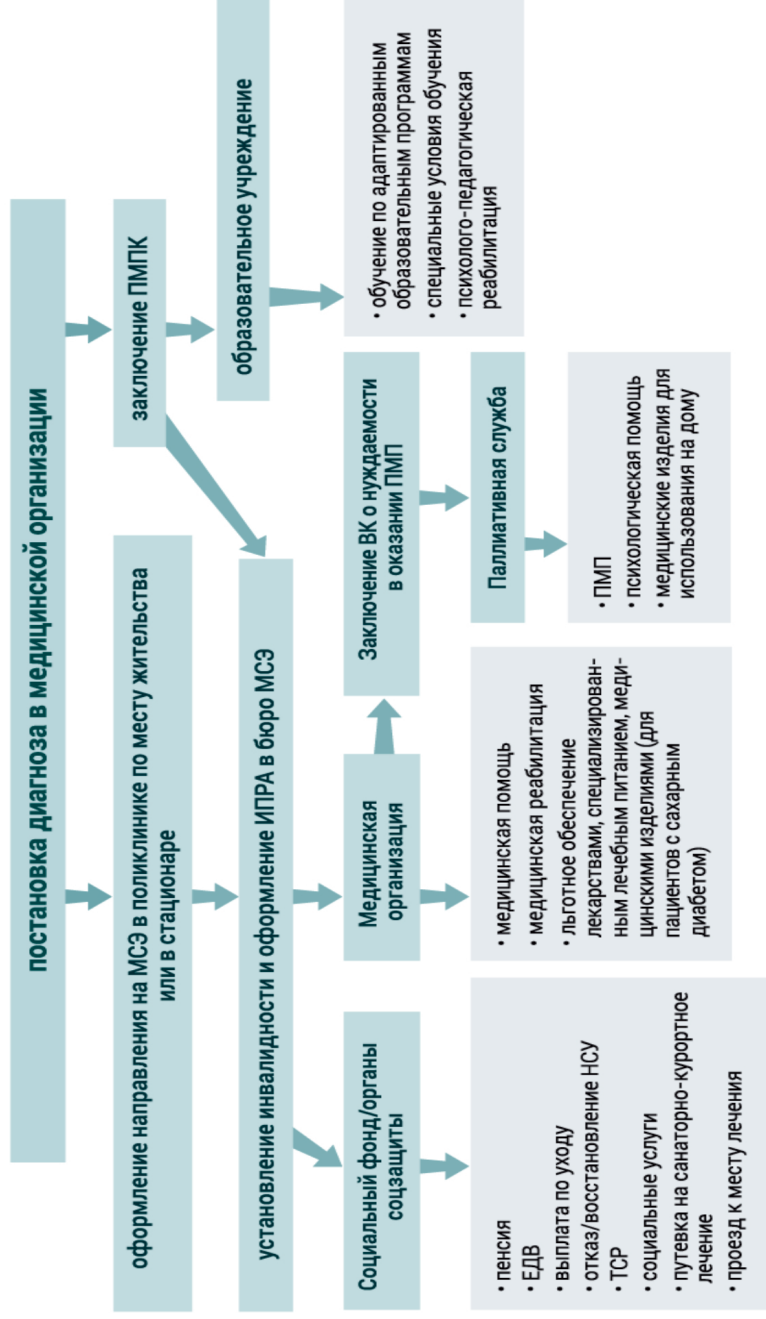 постановка диагноза в медицинской организации
оформление направления на МСЭ в поликлинике по месту жительства
или в стационаре
заключение ПМПК
установление инвалидности и оформление ИПРА в бюро МСЭ
образовательное учреждение
Социальный фонд/органы
соцзащиты
Медицинская
организация
Заключение ВК о нуждаемости
в оказании ПМП
• обучение по адаптированным
образовательным программам
• специальные условия обучения
• психолого-педагогическая
реабилитация
• пенсия
• ЕДВ
• выплата по уходу
• отказ/восстановление НСУ
• ТСР
• социальные услуги
• путевка на санаторно-курортное
лечение
• проезд к месту лечения
• медицинская помощь
• медицинская реабилитация
• льготное обеспечение
лекарствами, специализирован-
ным лечебным питанием, меди-
цинскими изделиями (для
пациентов с сахарным
диабетом)
Паллиативная служба
• ПМП
• психологическая помощь
• медицинские изделия для
использования на дому